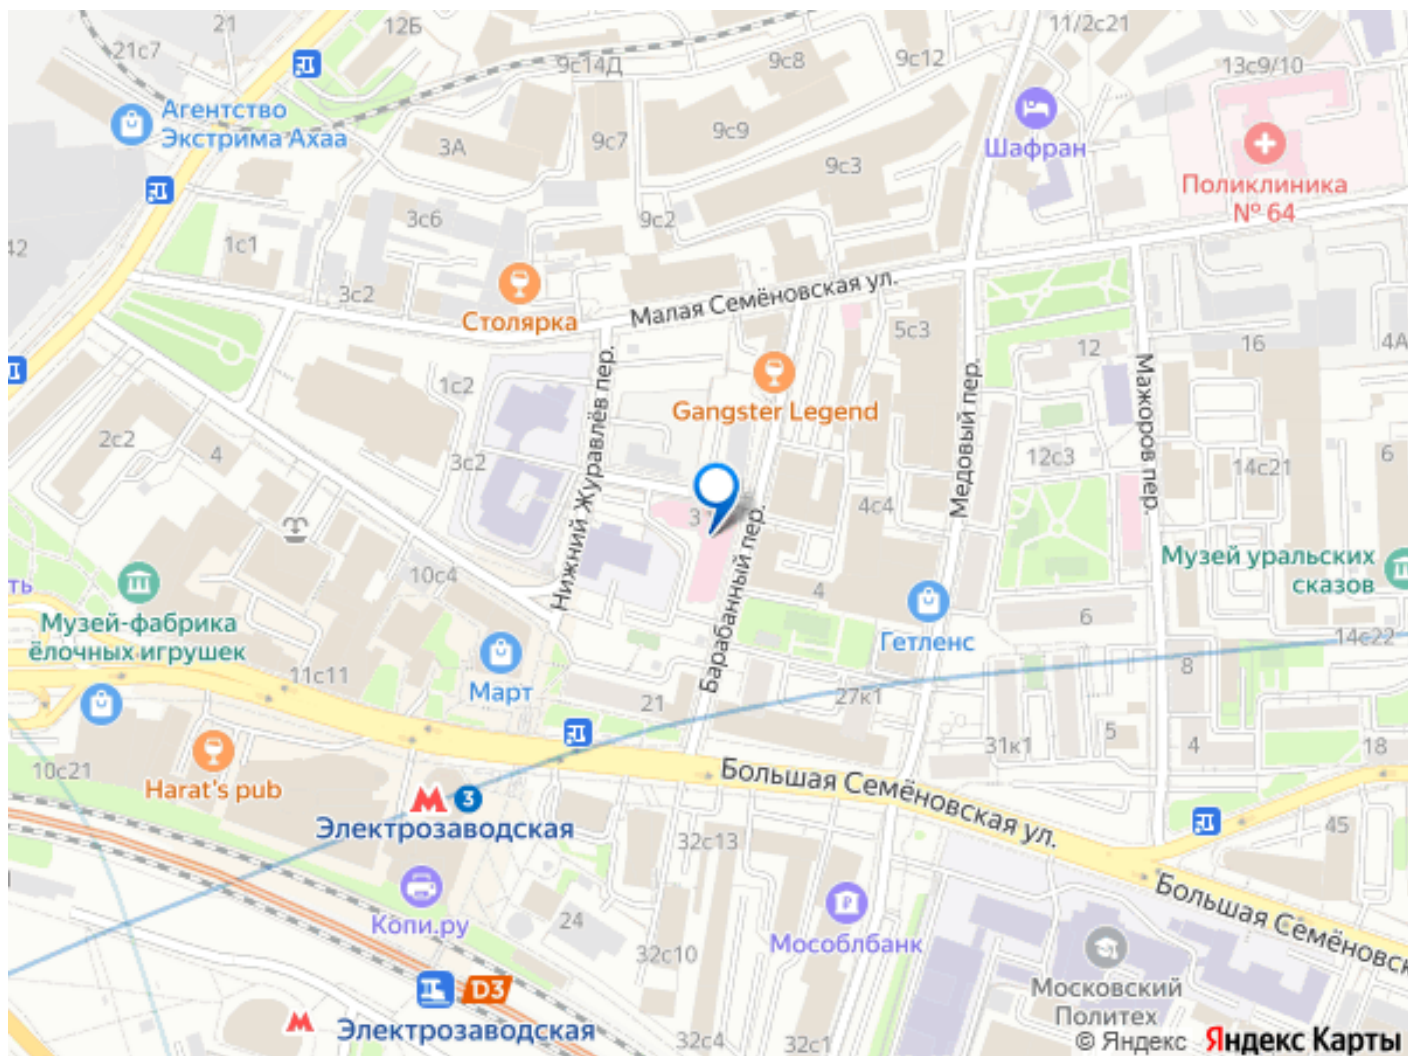 21
12Б
11/2с21
21с7
9с14Д
9с8
9с12
13с9/10
Агентство
Экстрима Ахаа
3А
9с7
9с9
9с3
Шафран
Поликлиника
№ 64
42
1с1
3с6
9с2
3с2
Столярка
Малая Семёновская ул.
5с3
12
16
4А
1с2
Gangster Legend
Нижний Журавлёв пер.
Медовый пер.
Мажоров пер.
2с2
4
3с2
12с3
14с21
6
3
4с4
Барабанный пер.
10с4
4
6
Музей уральских
сказов
ть
Музей-фабрика
ёлочных игрушек
Гетленс
14с22
11с11
Март
21
27к1
8
31к1
5
4
18
10с21
Harat's pub
Большая Семёновская ул.
3
Электрозаводская
32с13
45
Копи.ру
24
Мособлбанк
Большая Семёновск
32с10
D3
Электрозаводская
Московский
Политех
32с4
32с1
© Яндекс Яндекс Карты